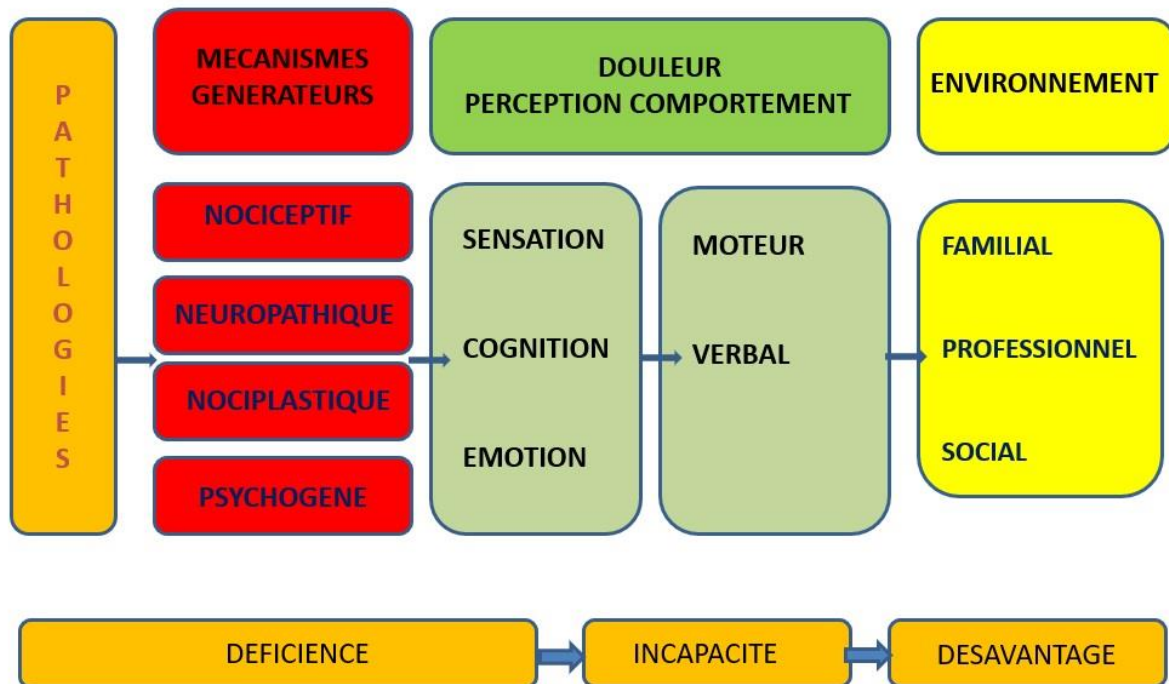 PATHOLOGIES
MECANISMES
GENERATEURS
DOULEUR
PERCEPTION COMPORTEMENT
ENVIRONNEMENT
NOCICEPTIF
NEUROPATHIQUE
NOCIPLASTIQUE
PSYCHOGENE
SENSATION
COGNITION
EMOTION
MOTEUR
VERBAL
FAMILIAL
PROFESSIONNEL
SOCIAL
DEFICIENCE
INCAPACITE
DESAVANTAGE